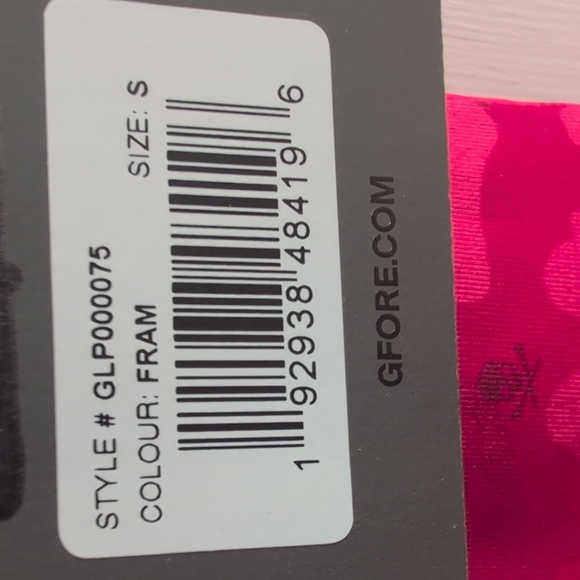 STYLE # GLP000075
COLOUR: FRAM SIZE: S
1 92938 48419 6
GFORE.COM